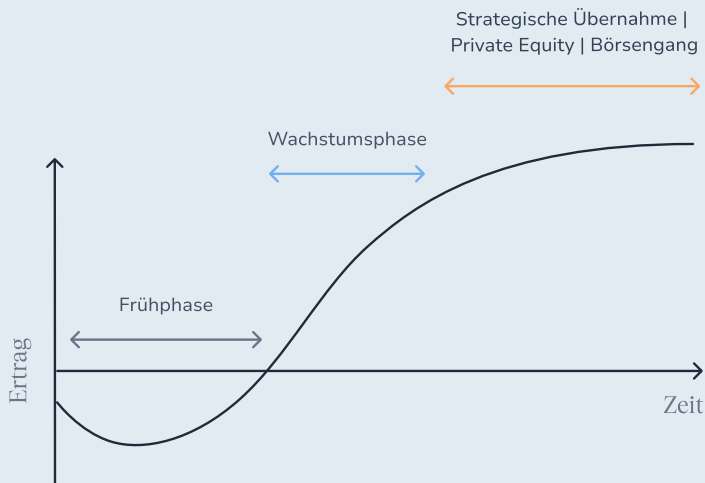 Strategische Übernahme |
Private Equity | Börsengang
Wachstumsphase
Frühphase
Ertrag
Zeit